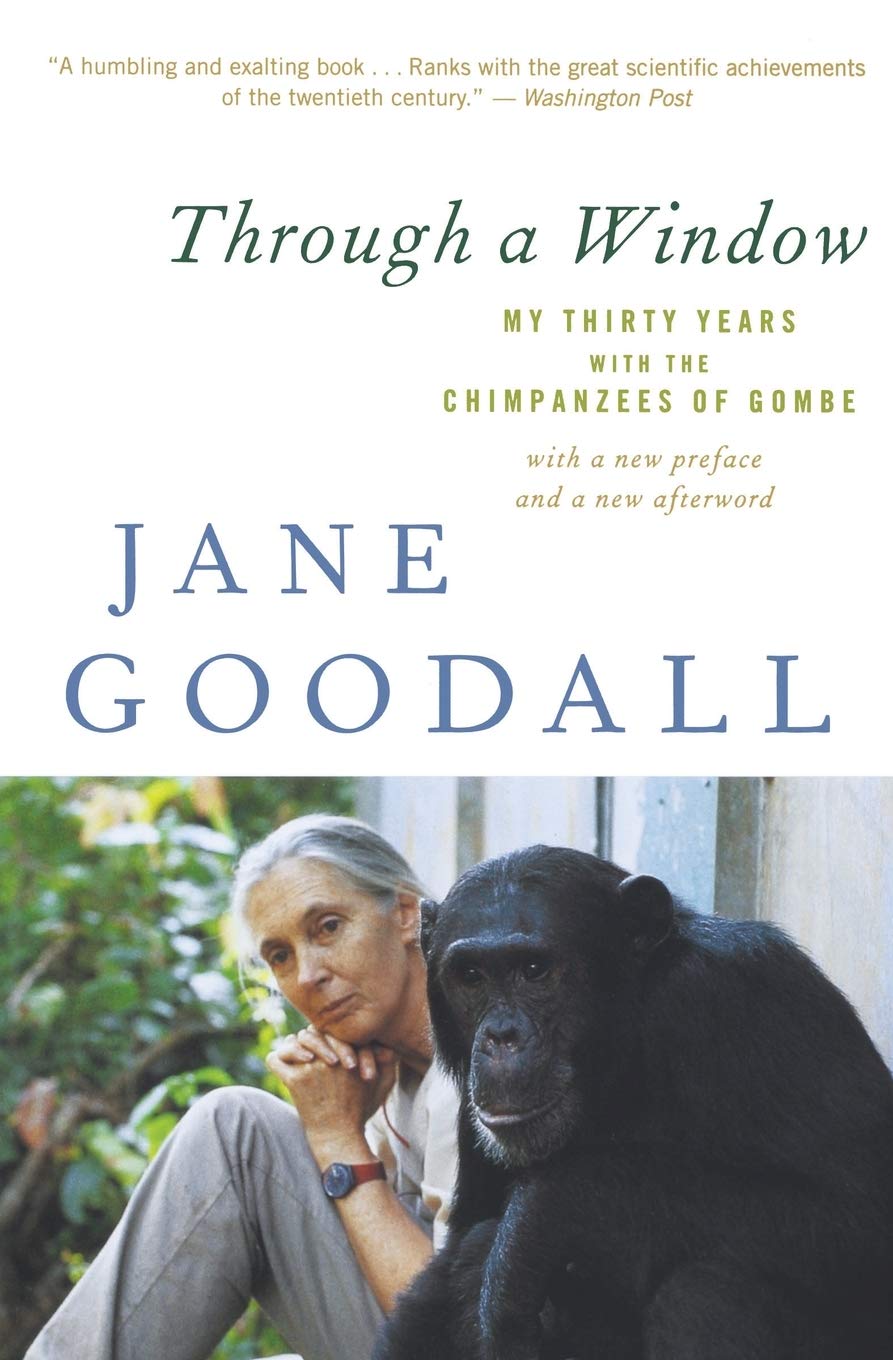 “A humbling and exalting book . . . Ranks with the great scientific achievements
of the twentieth century.” — Washington Post
Through a Window
MY THIRTY YEARS
WITH THE
CHIMPANZEES OF GOMBE
with a new preface
and a new afterword
JANE
GOODALL